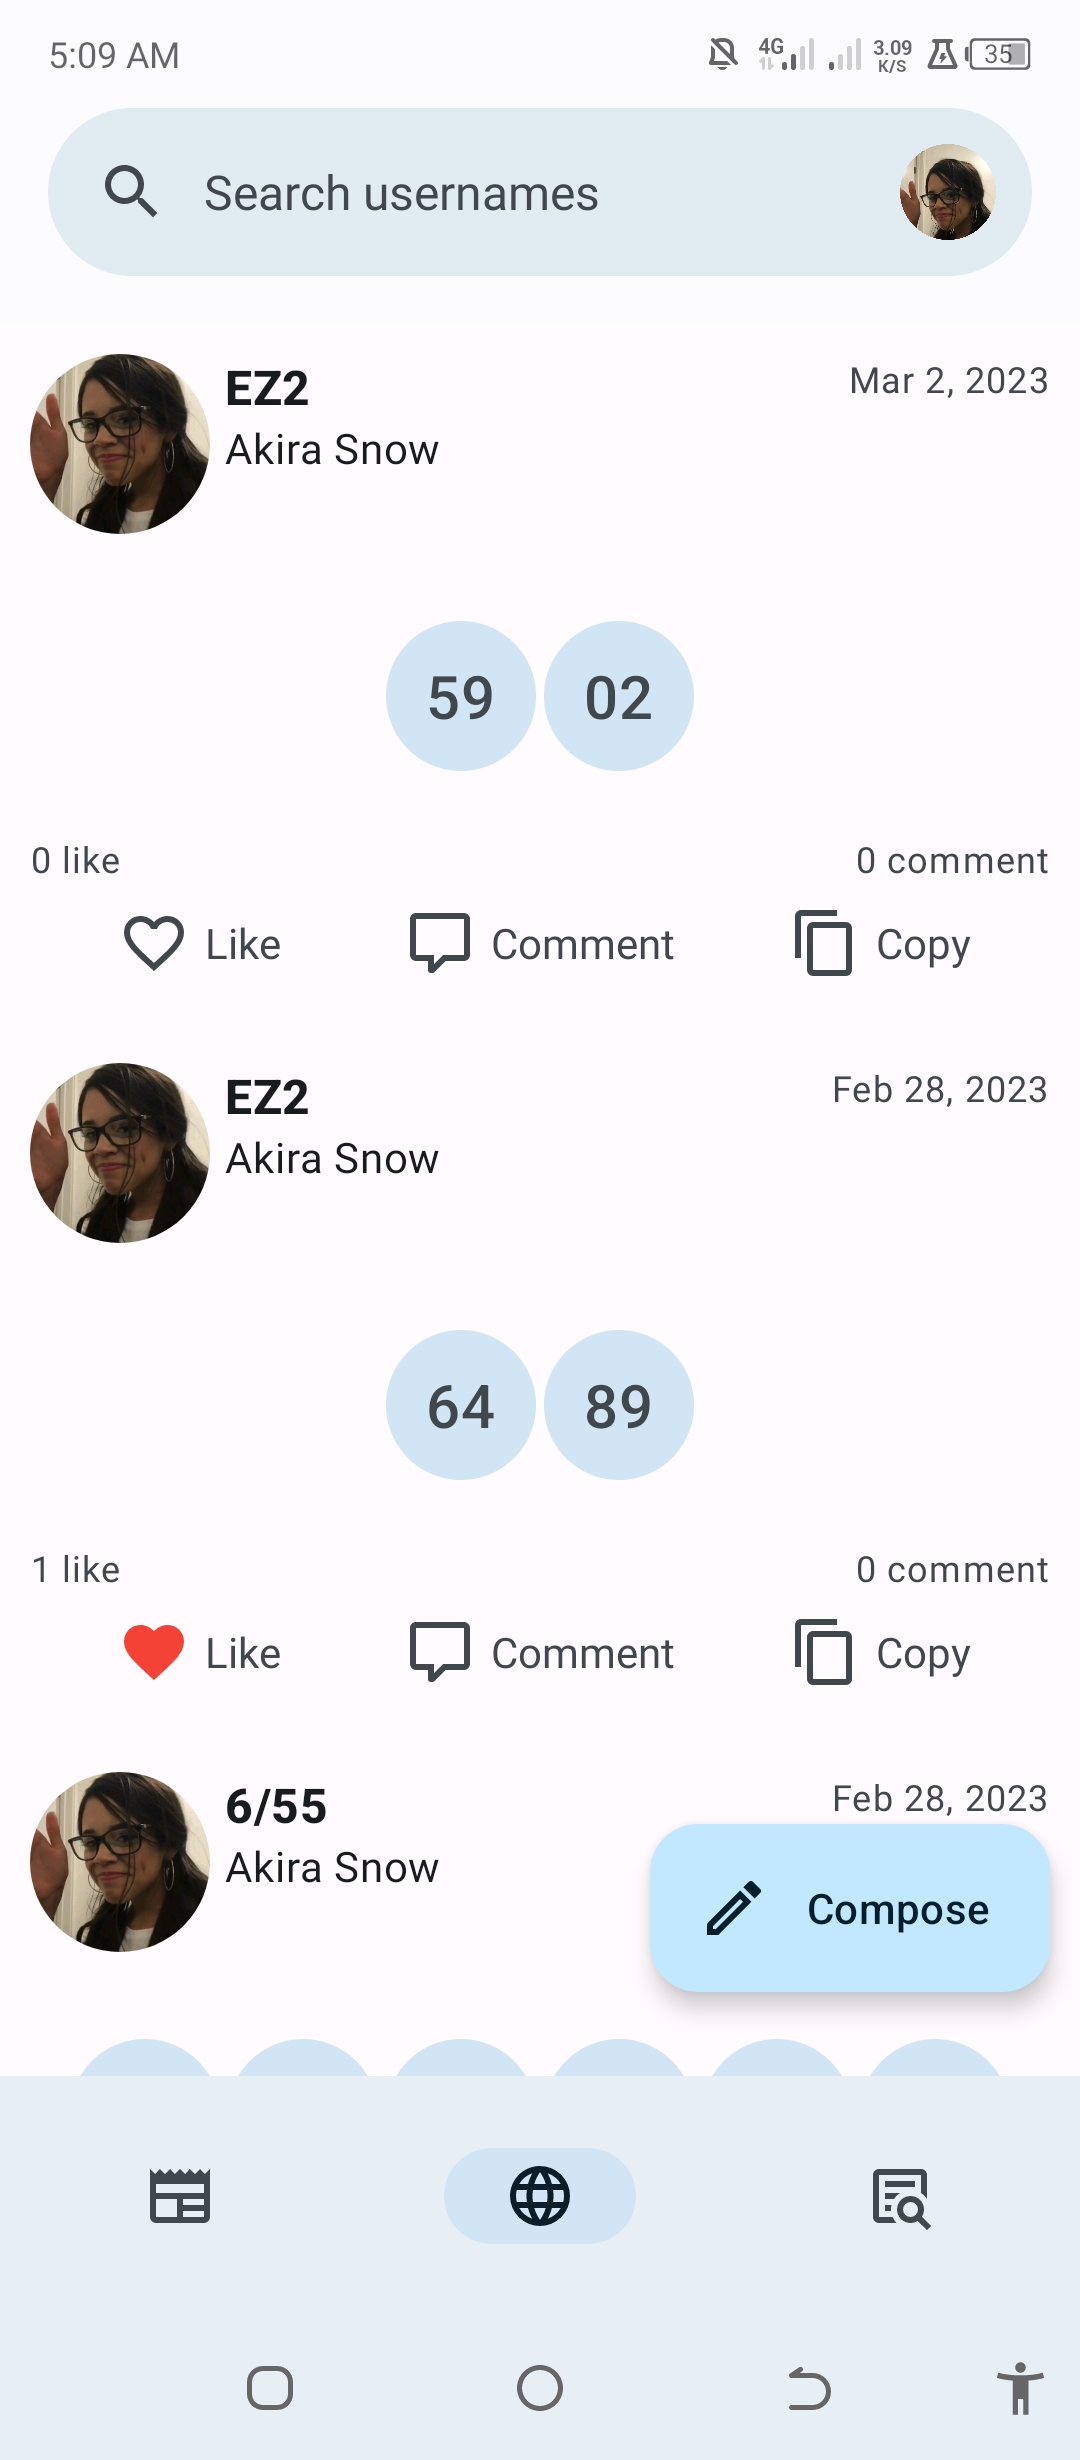 5:09 AM 4G 3.09 K/S 35
Search usernames
EZ2 Mar 2, 2023
Akira Snow
59 02
0 like 0 comment
Like Comment Copy
EZ2 Feb 28, 2023
Akira Snow
64 89
1 like 0 comment
Like Comment Copy
6/55 Feb 28, 2023
Akira Snow
Compose